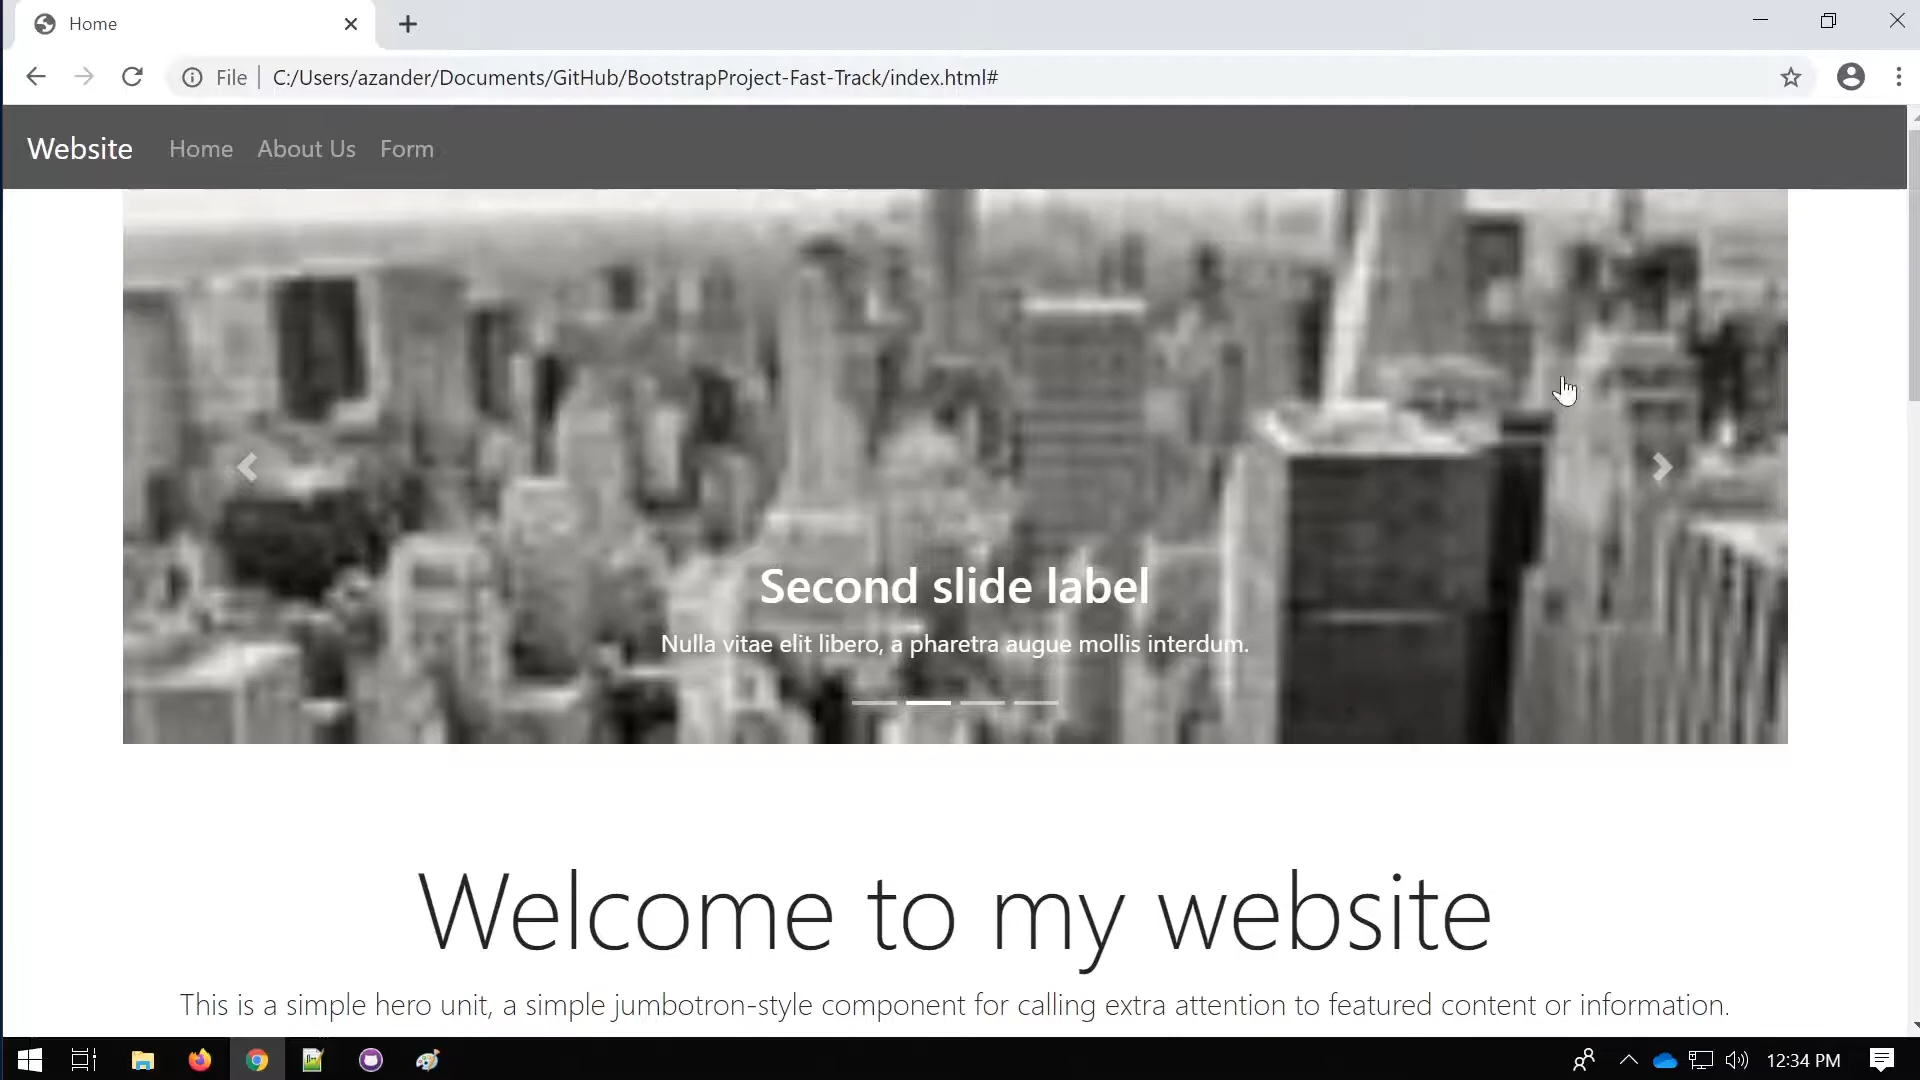 Home
File C:/Users/azander/Documents/GitHub/BootstrapProject-Fast-Track/index.html#
Website Home About Us Form
Second slide label
Nulla vitae elit libero, a pharetra augue mollis interdum.
Welcome to my website
This is a simple hero unit, a simple jumbotron-style component for calling extra attention to featured content or information.
12:34 PM